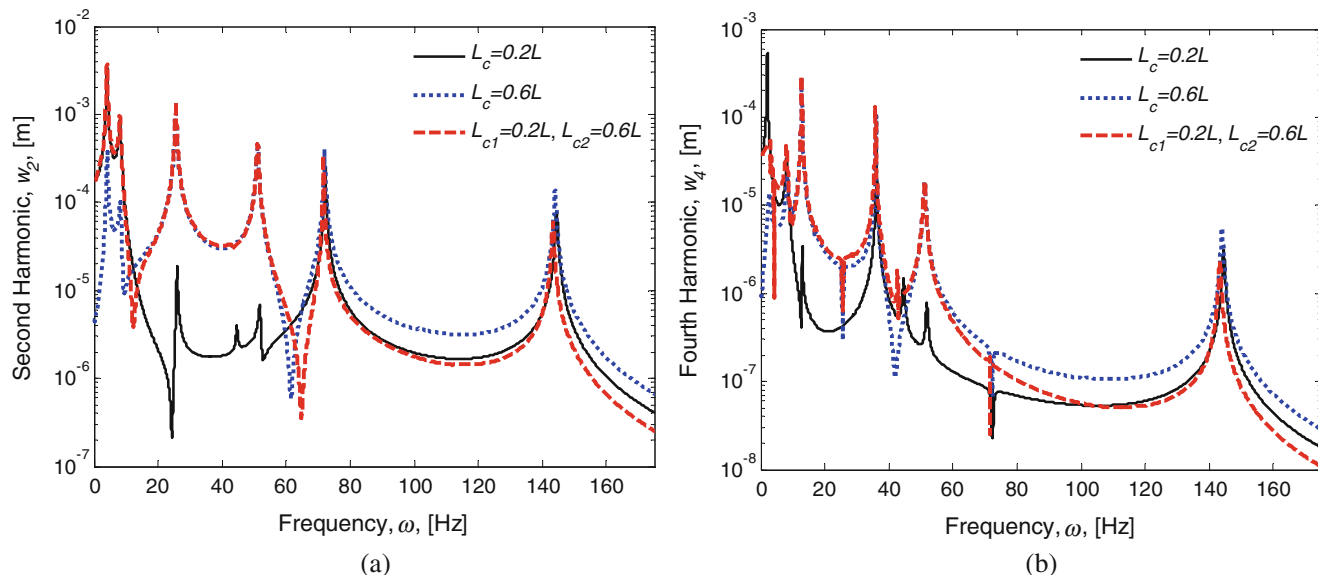 10^-2
10^-3
10^-4
10^-5
10^-6
10^-7
Second Harmonic, w_2, [m]
L_c=0.2L
L_c=0.6L
L_c1=0.2L, L_c2=0.6L
0 20 40 60 80 100 120 140 160
Frequency, ω, [Hz]
(a)
10^-3
10^-4
10^-5
10^-6
10^-7
10^-8
Fourth Harmonic, w_4, [m]
L_c=0.2L
L_c=0.6L
L_c1=0.2L, L_c2=0.6L
0 20 40 60 80 100 120 140 160
Frequency, ω, [Hz]
(b)